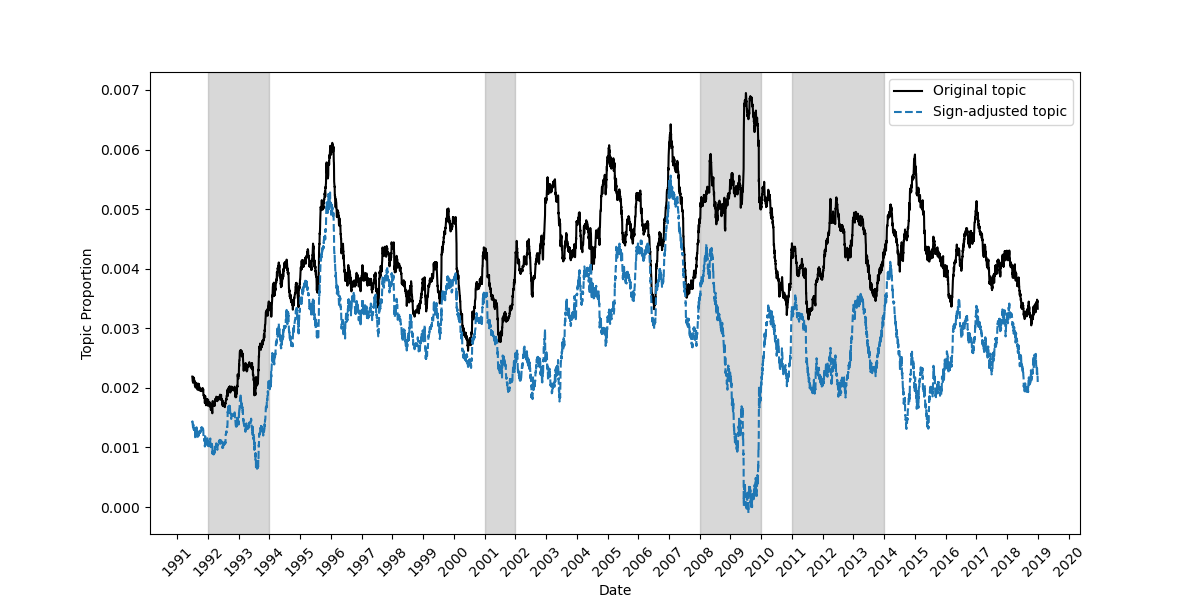 Original topic
Sign-adjusted topic
Topic Proportion
0.007
0.006
0.005
0.004
0.003
0.002
0.001
0.000
1991 1992 1993 1994 1995 1996 1997 1998 1999 2000 2001 2002 2003 2004 2005 2006 2007 2008 2009 2010 2011 2012 2013 2014 2015 2016 2017 2018 2019 2020
Date